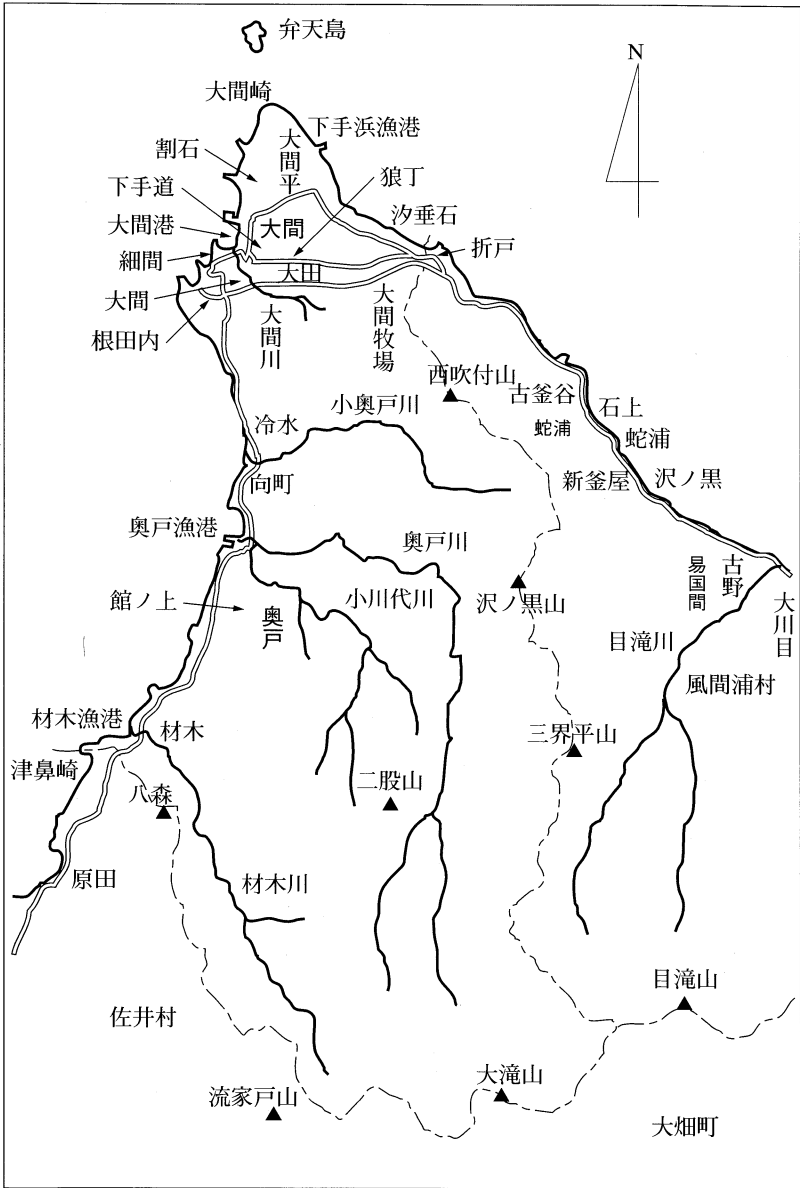 弁天島
N
大間崎
下手浜漁港
大間平
割石
狼丁
下手道
汐垂石
大間港
大間
折戸
細間
大田
大間
大間川
大間牧場
根田内
西吹付山
小奥戸川
古釜谷
石上
冷水
蛇浦
蛇浦
向町
新釜屋
沢ノ黒
奥戸漁港
奥戸川
易国間
古野
大川目
館ノ上
奥戸
小川代川
沢ノ黒山
目滝川
風間浦村
材木漁港
材木
三界平山
津鼻崎
八森
二股山
原田
材木川
目滝山
佐井村
大滝山
流家戸山
大畑町